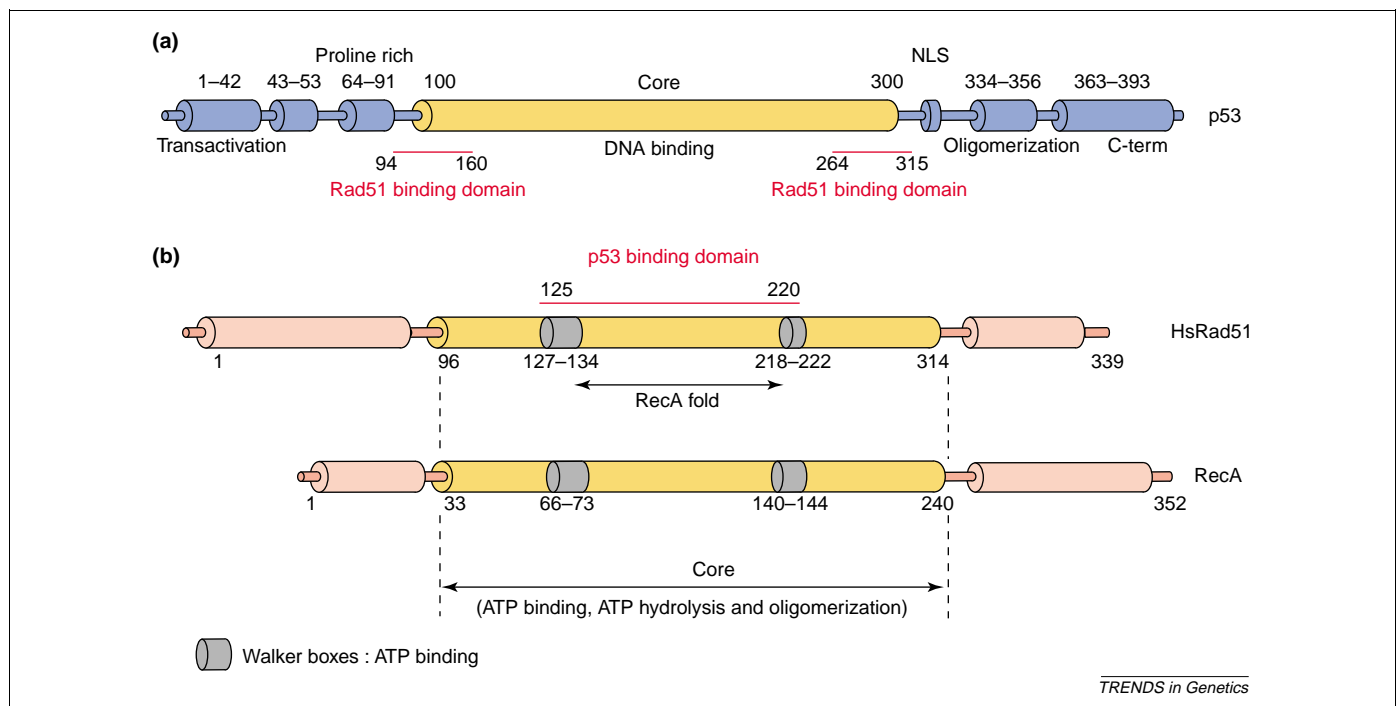 (a)
Proline rich
NLS
1–42 43–53 64–91 100 Core 300 334–356 363–393
p53
Transactivation DNA binding Oligomerization C-term
94 160 264 315
Rad51 binding domain Rad51 binding domain
(b)
p53 binding domain
125 220
HsRad51
1 96 127–134 218–222 314 339
RecA fold
RecA
1 33 66–73 140–144 240 352
Core
(ATP binding, ATP hydrolysis and oligomerization)
Walker boxes : ATP binding
TRENDS in Genetics